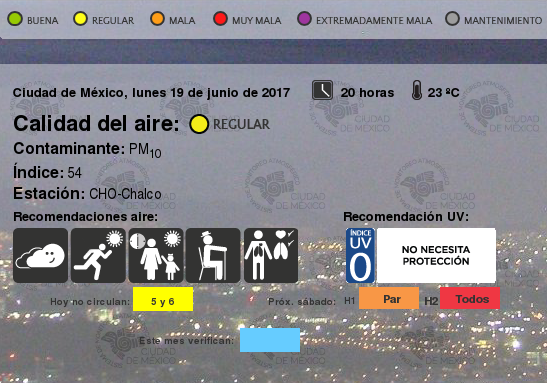 BUENA REGULAR MALA MUY MALA EXTREMADAMENTE MALA MANTENIMIENTO
Ciudad de México, lunes 19 de junio de 2017 20 horas 23 ºC
Calidad del aire: REGULAR
Contaminante: PM10
Índice: 54
Estación: CHO-Chalco
Recomendaciones aire: Recomendación UV:
ÍNDICE
UV
0
NO NECESITA
PROTECCIÓN
Hoy no circulan: 5 y 6 Próx. sábado: H1 Par H2 Todos
Este mes verifican: